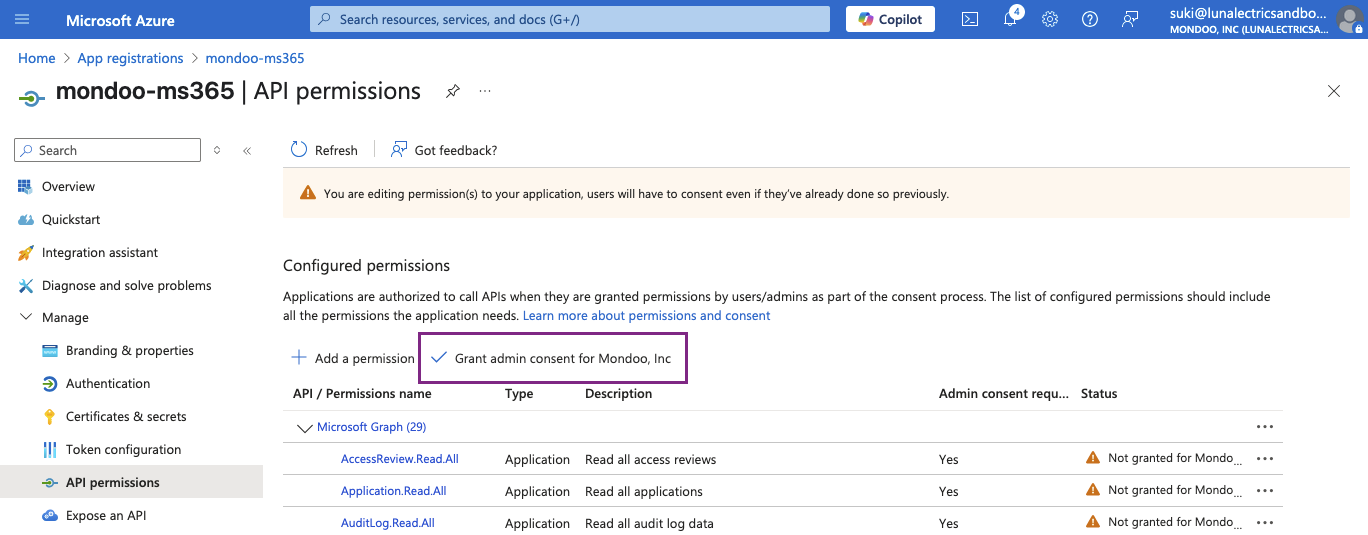 Microsoft Azure
Search resources, services, and docs (G+/)
Copilot
4
suki@lunalectricsandbo...
MONDOO, INC (LUNALECTRICSA...
Home > App registrations > mondoo-ms365
mondoo-ms365 | API permissions
Search
Refresh
Got feedback?
Overview
Quickstart
Integration assistant
Diagnose and solve problems
Manage
Branding & properties
Authentication
Certificates & secrets
Token configuration
API permissions
Expose an API
You are editing permission(s) to your application, users will have to consent even if they've already done so previously.
Configured permissions
Applications are authorized to call APIs when they are granted permissions by users/admins as part of the consent process. The list of configured permissions should include
all the permissions the application needs. Learn more about permissions and consent
Add a permission
Grant admin consent for Mondoo, Inc
API / Permissions name Type Description Admin consent requ... Status
Microsoft Graph (29)
AccessReview.Read.All Application Read all access reviews Yes Not granted for Mondo...
Application.Read.All Application Read all applications Yes Not granted for Mondo...
AuditLog.Read.All Application Read all audit log data Yes Not granted for Mondo...